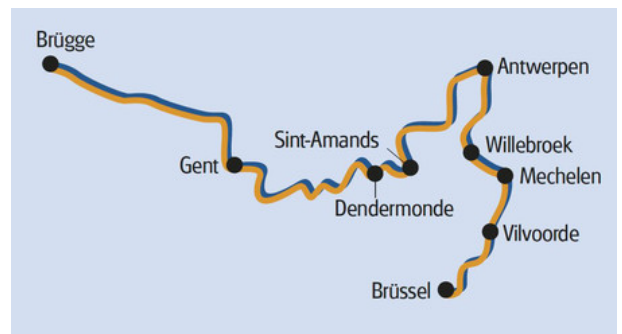 Brügge
Antwerpen
Sint-Amands
Willebroek
Gent
Mechelen
Dendermonde
Vilvoorde
Brüssel